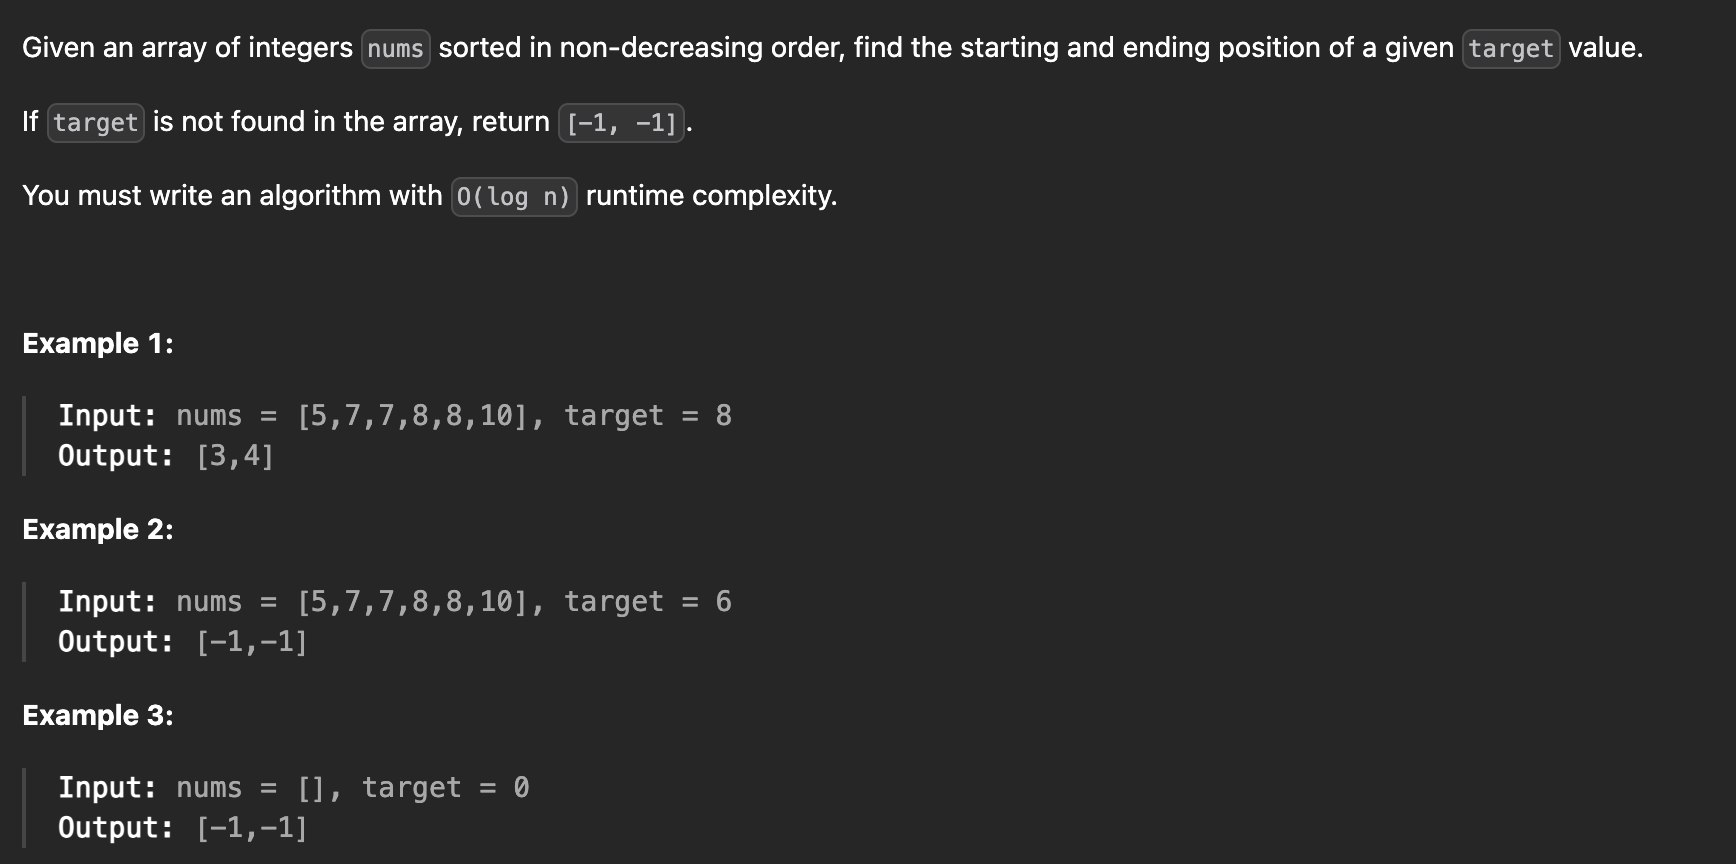 Given an array of integers nums sorted in non-decreasing order, find the starting and ending position of a given target value.
If target is not found in the array, return [-1, -1].
You must write an algorithm with O(log n) runtime complexity.
Example 1:
Input: nums = [5,7,7,8,8,10], target = 8
Output: [3,4]
Example 2:
Input: nums = [5,7,7,8,8,10], target = 6
Output: [-1,-1]
Example 3:
Input: nums = [], target = 0
Output: [-1,-1]